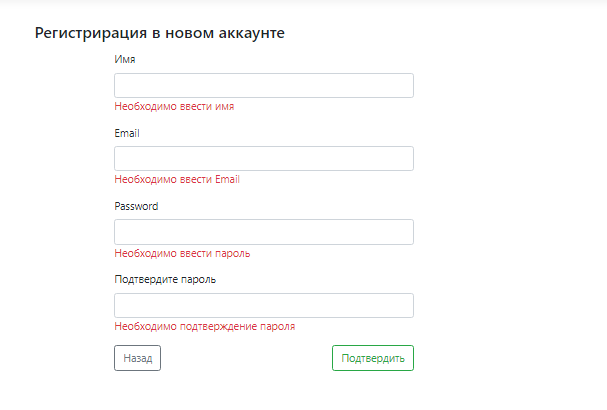 Регистрирация в новом аккаунте
Имя
Необходимо ввести имя
Email
Необходимо ввести Email
Password
Необходимо ввести пароль
Подтвердите пароль
Необходимо подтверждение пароля
Назад
Подтвердить